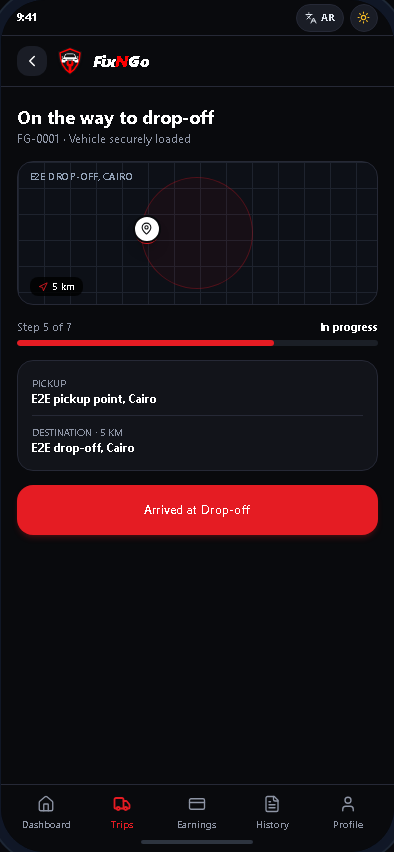 9:41
AR
FixNGo
On the way to drop-off
FG-0001 · Vehicle securely loaded
E2E DROP-OFF, CAIRO
5 km
Step 5 of 7
In progress
PICKUP
E2E pickup point, Cairo
DESTINATION · 5 KM
E2E drop-off, Cairo
Arrived at Drop-off
Dashboard
Trips
Earnings
History
Profile